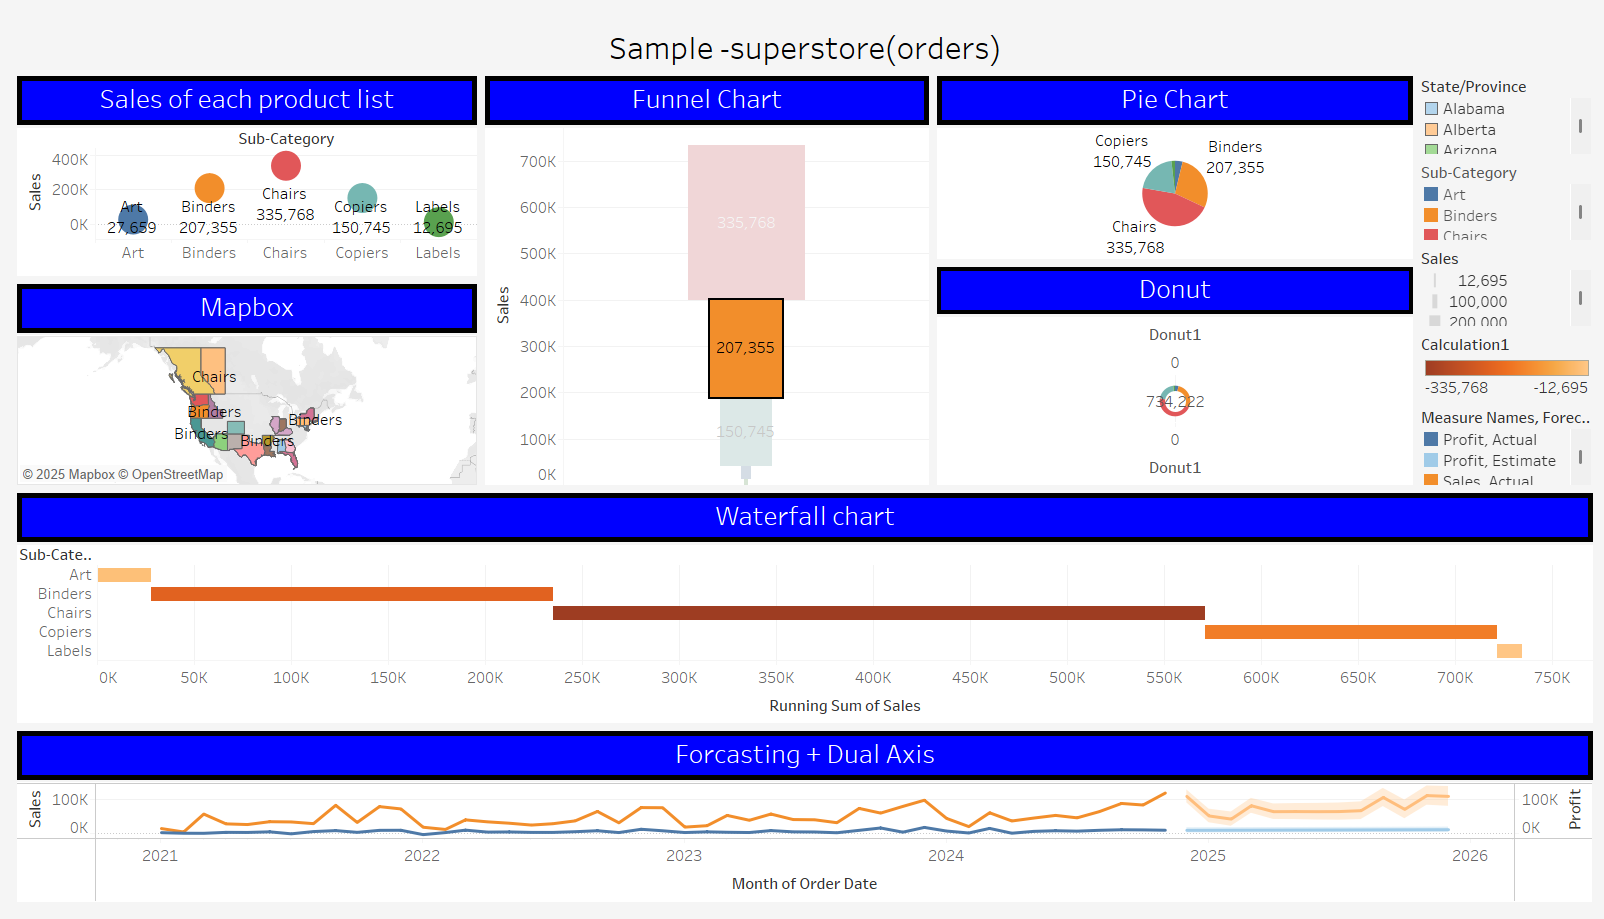 Sample -superstore(orders)
Sales of each product list
Sub-Category
Sales
400K
200K
0K
Art
27,659
Binders
207,355
Chairs
335,768
Copiers
150,745
Labels
12,695
Art
Binders
Chairs
Copiers
Labels
Mapbox
Chairs
Binders
Binders
Binders
Binders
© 2025 Mapbox © OpenStreetMap
Funnel Chart
Sales
700K
600K
500K
400K
300K
200K
100K
0K
335,768
207,355
150,745
Pie Chart
Copiers
150,745
Binders
207,355
Chairs
335,768
Donut
Donut1
0
734,222
0
Donut1
State/Province
Alabama
Alberta
Arizona
Sub-Category
Art
Binders
Chairs
Sales
12,695
100,000
200,000
Calculation1
-335,768
-12,695
Measure Names, Forec..
Profit, Actual
Profit, Estimate
Sales, Actual
Waterfall chart
Sub-Cate..
Art
Binders
Chairs
Copiers
Labels
0K
50K
100K
150K
200K
250K
300K
350K
400K
450K
500K
550K
600K
650K
700K
750K
Running Sum of Sales
Forcasting + Dual Axis
Sales
100K
0K
100K
0K
Profit
2021
2022
2023
2024
2025
2026
Month of Order Date